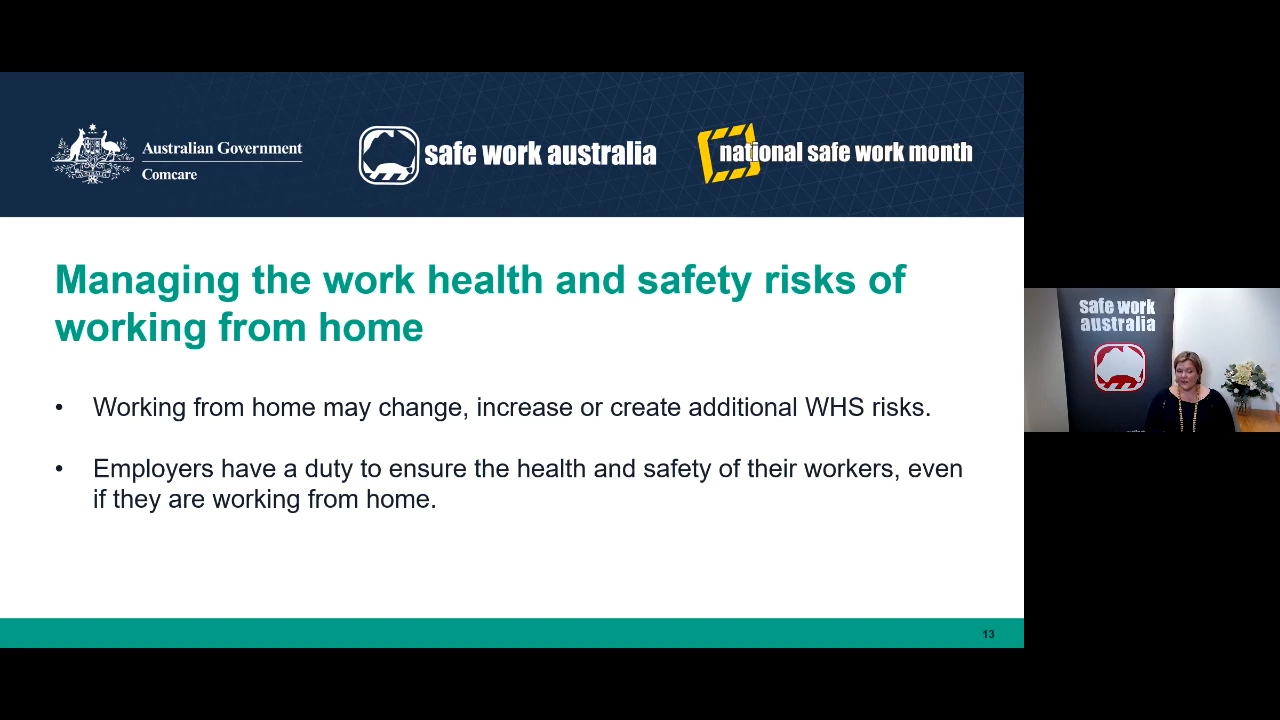 Australian Government
Comcare
safe work australia
national safe work month
Managing the work health and safety risks of
working from home
• Working from home may change, increase or create additional WHS risks.
• Employers have a duty to ensure the health and safety of their workers, even
if they are working from home.
13
safe work
australia